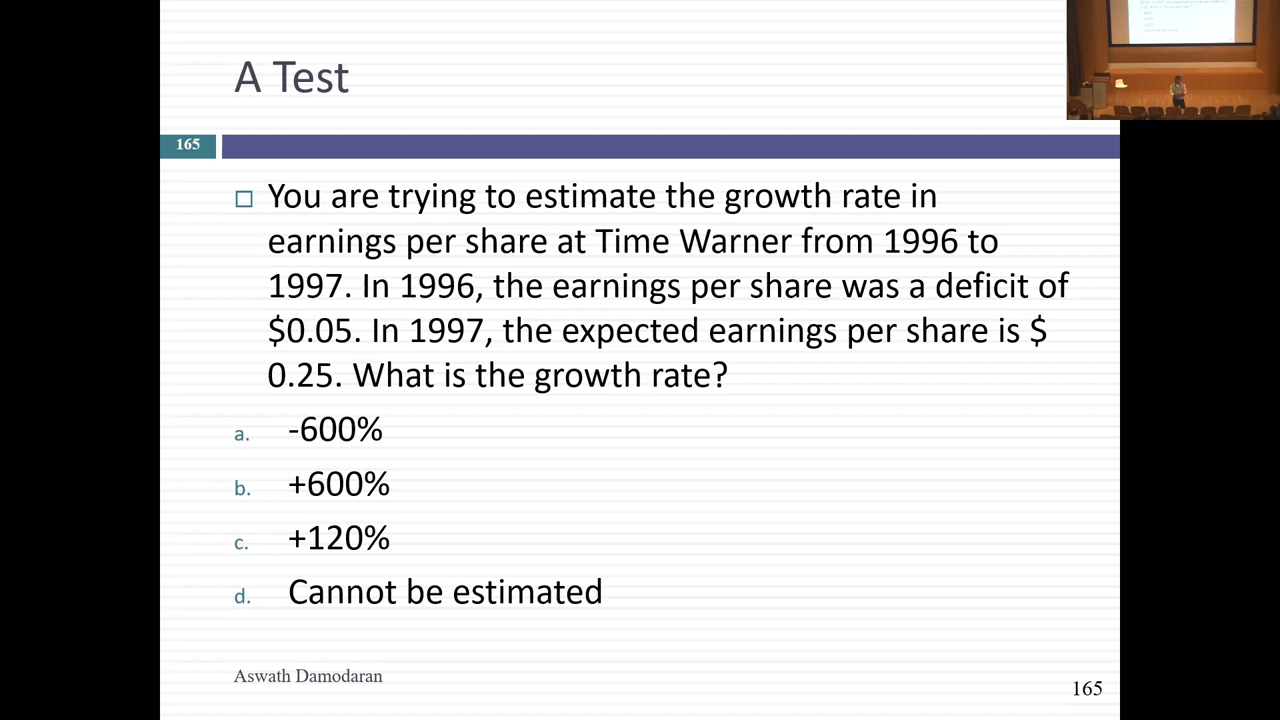 A Test
165
You are trying to estimate the growth rate in
earnings per share at Time Warner from 1996 to
1997. In 1996, the earnings per share was a deficit of
$0.05. In 1997, the expected earnings per share is $
0.25. What is the growth rate?
a. -600%
b. +600%
c. +120%
d. Cannot be estimated
Aswath Damodaran
165